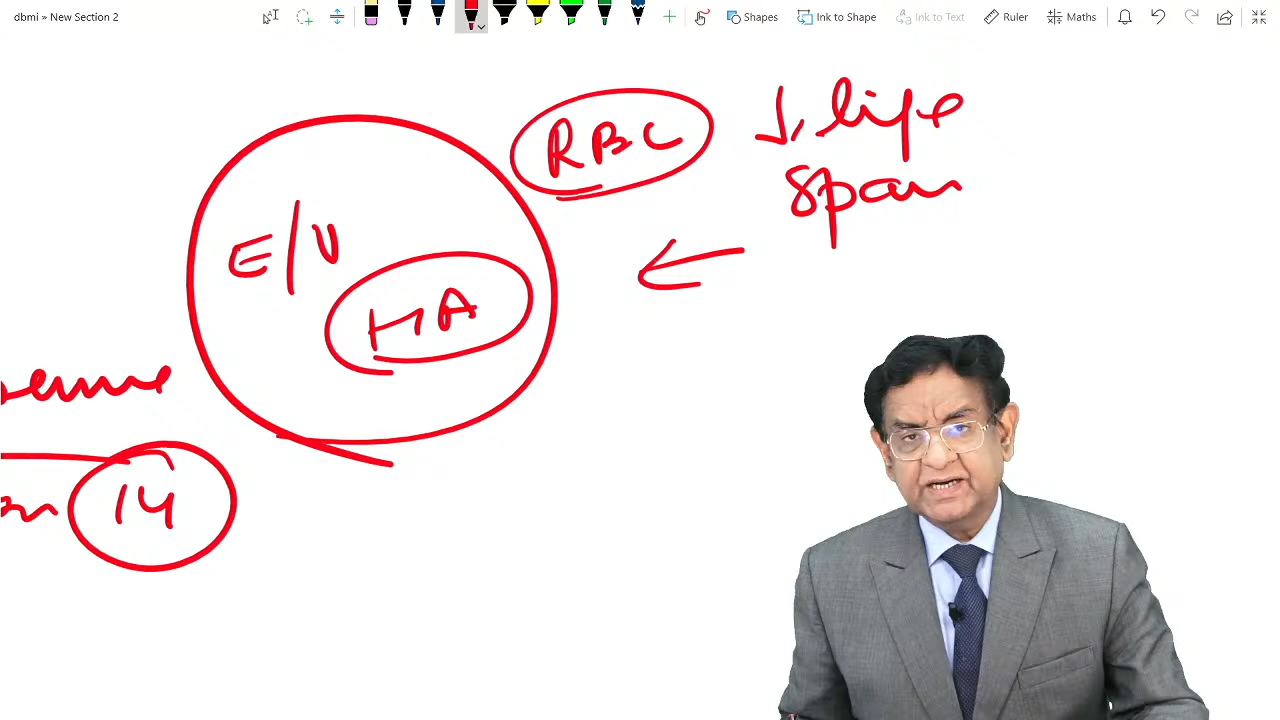 dbmi » New Section 2
Shapes
Ink to Shape
Ink to Text
Ruler
Maths
RBC
↓ life
span
E/V
HA
←
14